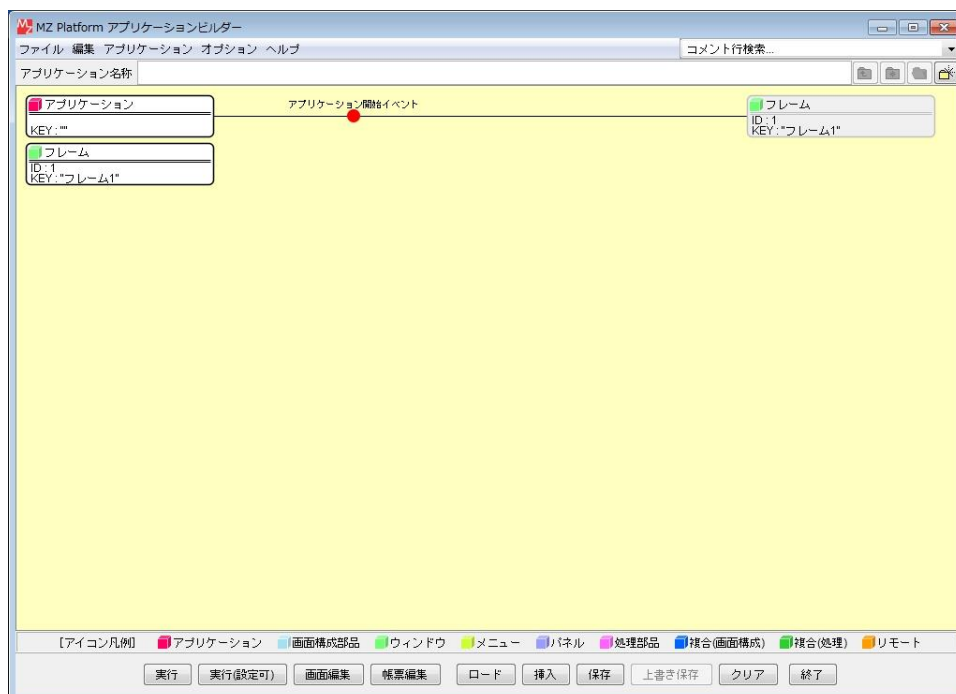 MZ Platform アプリケーションビルダー
ファイル 編集 アプリケーション オプション ヘルプ コメント行検索...
アプリケーション名称
アプリケーション アプリケーション開始イベント フレーム
KEY:"" ID:1
KEY:"フレーム1"
フレーム
ID:1
KEY:"フレーム1"
[アイコン凡例] アプリケーション 画面構成部品 ウィンドウ メニュー パネル 処理部品 複合(画面構成) 複合(処理) リモート
実行 実行(設定可) 画面編集 帳票編集 ロード 挿入 保存 上書き保存 クリア 終了